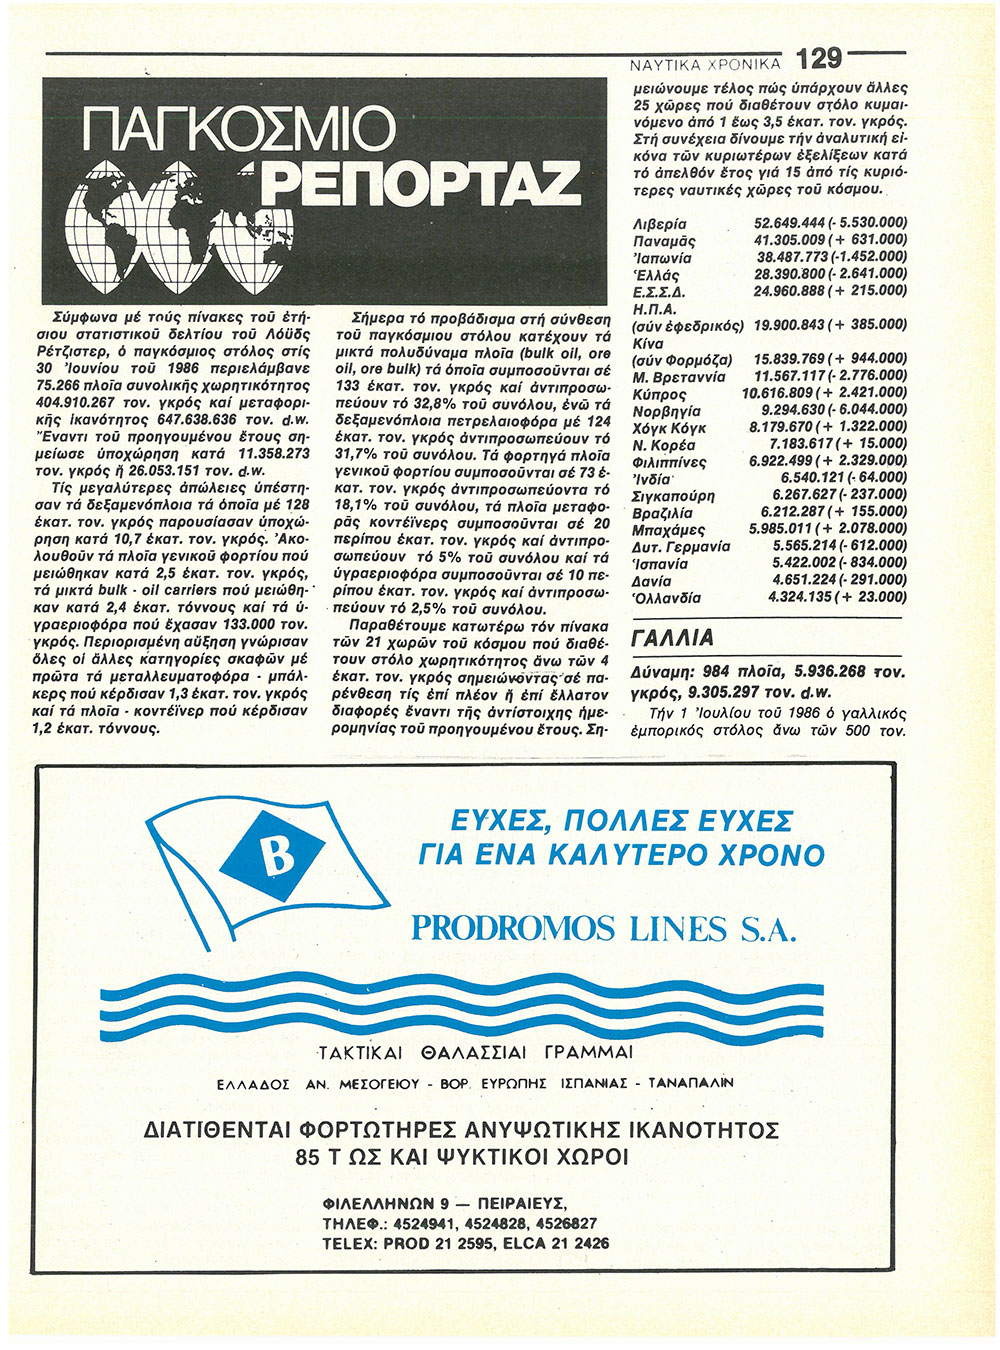 ΝΑΥΤΙΚΑ ΧΡΟΝΙΚΑ 129
ΠΑΓΚΟΣΜΙΟ
ΡΕΠΟΡΤΑΖ
Σύμφωνα μέ τούς πίνακες τοῦ ἐτή-
σιου στατιστικοῦ δελτίου τοῦ Λόϋδς
Ρέτζιστερ, ὁ παγκόσμιος στόλος στίς
30 Ἰουνίου τοῦ 1986 περιελάμβανε
75.266 πλοῖα συνολικῆς χωρητικότητος
404.910.267 τον. γκρός καί μεταφορι-
κῆς ἱκανότητος 647.638.636 τον. d.w.
Ἔναντι τοῦ προηγουμένου ἔτους ση-
μείωσε ὑποχώρηση κατά 11.358.273
τον. γκρός ἤ 26.053.151 τον. d.w.
Τίς μεγαλύτερες ἀπώλειες ὑπέστη-
σαν τά δεξαμενόπλοια τά ὁποῖα μέ 128
ἑκατ. τον. γκρός παρουσίασαν ὑποχώ-
ρηση κατά 10,7 ἑκατ. τον. γκρός. Ἀκο-
λουθοῦν τά πλοῖα γενικοῦ φορτίου πού
μειώθηκαν κατά 2,5 ἑκατ. τον. γκρός,
τά μικτά bulk - oil carriers πού μειώθη-
καν κατά 2,4 ἑκατ. τόννους καί τά ὑ-
γραεριοφόρα πού ἔχασαν 133.000 τον.
γκρός. Περιορισμένη αὔξηση γνώρισαν
ὅλες οἱ ἄλλες κατηγορίες σκαφῶν μέ
πρῶτα τά μεταλλευματοφόρα - μπάλ-
κερς πού κέρδισαν 1,3 ἑκατ. τον. γκρός
καί τά πλοῖα - κοντέϊνερ πού κέρδισαν
1,2 ἑκατ. τόννους.
Σήμερα τό προβάδισμα στή σύνθεση
τοῦ παγκόσμιου στόλου κατέχουν τά
μικτά πολυδύναμα πλοῖα (bulk oil, ore
oil, ore bulk) τά ὁποῖα συμποσοῦνται σέ
133 ἑκατ. τον. γκρός καί ἀντιπροσω-
πεύουν τό 32,8% τοῦ συνόλου, ἐνῶ τά
δεξαμενόπλοια πετρελαιοφόρα μέ 124
ἑκατ. τον. γκρός ἀντιπροσωπεύουν τό
31,7% τοῦ συνόλου. Τά φορτηγά πλοῖα
γενικοῦ φορτίου συμποσοῦνται σέ 73 ἑ-
κατ. τον. γκρός ἀντιπροσωπεύοντα τό
18,1% τοῦ συνόλου, τά πλοῖα μεταφο-
ρᾶς κοντέϊνερς συμποσοῦνται σέ 20
περίπου ἑκατ. τον. γκρός καί ἀντιπρο-
σωπεύουν τό 5% τοῦ συνόλου καί τά
ὑγραεριοφόρα συμποσοῦνται σέ 10 πε-
ρίπου ἑκατ. τον. γκρός καί ἀντιπροσω-
πεύουν τό 2,5% τοῦ συνόλου.
Παραθέτουμε κατωτέρω τόν πίνακα
τῶν 21 χωρῶν τοῦ κόσμου πού διαθέ-
τουν στόλο χωρητικότητος ἄνω τῶν 4
ἑκατ. τον. γκρός σημειώνοντας σέ πα-
ρένθεση τίς ἐπί πλέον ἤ ἐπί ἔλλατον
διαφορές ἔναντι τῆς ἀντίστοιχης ἡμε-
ρομηνίας τοῦ προηγουμένου ἔτους. Ση-
μειώνουμε τέλος πώς ὑπάρχουν ἄλλες
25 χῶρες πού διαθέτουν στόλο κυμαι-
νόμενο ἀπό 1 ἕως 3,5 ἑκατ. τον. γκρός.
Στή συνέχεια δίνουμε τήν ἀναλυτική εἰ-
κόνα τῶν κυριωτέρων ἐξελίξεων κατά
τό ἀπελθόν ἔτος γιά 15 ἀπό τίς κυριό-
τερες ναυτικές χῶρες τοῦ κόσμου.
Λιβερία 52.649.444 (- 5.530.000)
Παναμᾶς 41.305.009 (+ 631.000)
Ἰαπωνία 38.487.773 (-1.452.000)
Ἑλλάς 28.390.800 (- 2.641.000)
Ε.Σ.Σ.Δ. 24.960.888 (+ 215.000)
Η.Π.Α.
(σύν ἐφεδρικός) 19.900.843 (+ 385.000)
Κίνα
(σύν Φορμόζα) 15.839.769 (+ 944.000)
Μ. Βρεταννία 11.567.117 (- 2.776.000)
Κύπρος 10.616.809 (+ 2.421.000)
Νορβηγία 9.294.630 (- 6.044.000)
Χόγκ Κόγκ 8.179.670 (+ 1.322.000)
Ν. Κορέα 7.183.617 (+ 15.000)
Φιλιππίνες 6.922.499 (+ 2.329.000)
Ἰνδία 6.540.121 (- 64.000)
Σιγκαπούρη 6.267.627 (- 237.000)
Βραζιλία 6.212.287 (+ 155.000)
Μπαχάμες 5.985.011 (+ 2.078.000)
Δυτ. Γερμανία 5.565.214 (- 612.000)
Ἰσπανία 5.422.002 (- 834.000)
Δανία 4.651.224 (- 291.000)
Ὁλλανδία 4.324.135 (+ 23.000)
ΓΑΛΛΙΑ
Δύναμη: 984 πλοῖα, 5.936.268 τον.
γκρός, 9.305.297 τον. d.w.
Τήν 1 Ἰουλίου τοῦ 1986 ὁ γαλλικός
ἐμπορικός στόλος ἄνω τῶν 500 τον.
B
ΕΥΧΕΣ, ΠΟΛΛΕΣ ΕΥΧΕΣ
ΓΙΑ ΕΝΑ ΚΑΛΥΤΕΡΟ ΧΡΟΝΟ
PRODROMOS LINES S.A.
ΤΑΚΤΙΚΑΙ ΘΑΛΑΣΣΙΑΙ ΓΡΑΜΜΑΙ
ΕΛΛΑΔΟΣ ΑΝ. ΜΕΣΟΓΕΙΟΥ - ΒΟΡ. ΕΥΡΩΠΗΣ ΙΣΠΑΝΙΑΣ - ΤΑΝΑΠΑΛΙΝ
ΔΙΑΤΙΘΕΝΤΑΙ ΦΟΡΤΩΤΗΡΕΣ ΑΝΥΨΩΤΙΚΗΣ ΙΚΑΝΟΤΗΤΟΣ
85 Τ ΩΣ ΚΑΙ ΨΥΚΤΙΚΟΙ ΧΩΡΟΙ
ΦΙΛΕΛΛΗΝΩΝ 9 — ΠΕΙΡΑΙΕΥΣ,
ΤΗΛΕΦ.: 4524941, 4524828, 4526827
TELEX: PROD 21 2595, ELCA 21 2426